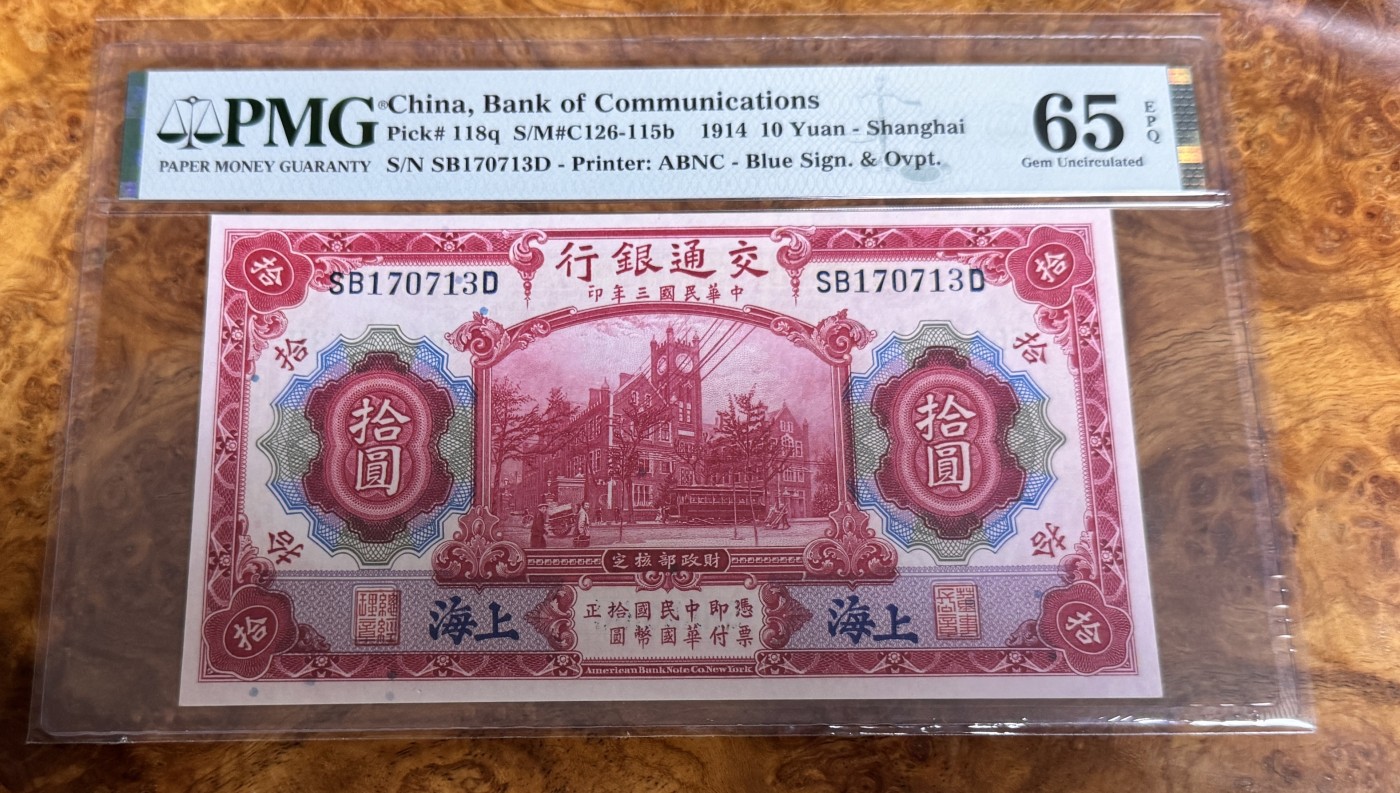 PMG®
PAPER MONEY GUARANTY
China, Bank of Communications
Pick# 118q S/M#C126-115b 1914 10 Yuan - Shanghai
S/N SB170713D - Printer: ABNC - Blue Sign. & Ovpt.
65
EPQ
Gem Uncirculated
行銀通交
印年三國民華中
SB170713D
SB170713D
拾
拾
拾
拾
拾圓
拾圓
拾
拾
定核部政財
海上
海上
正拾國民中即憑
圓幣國華付票
拾
拾
American Bank Note Co. New York